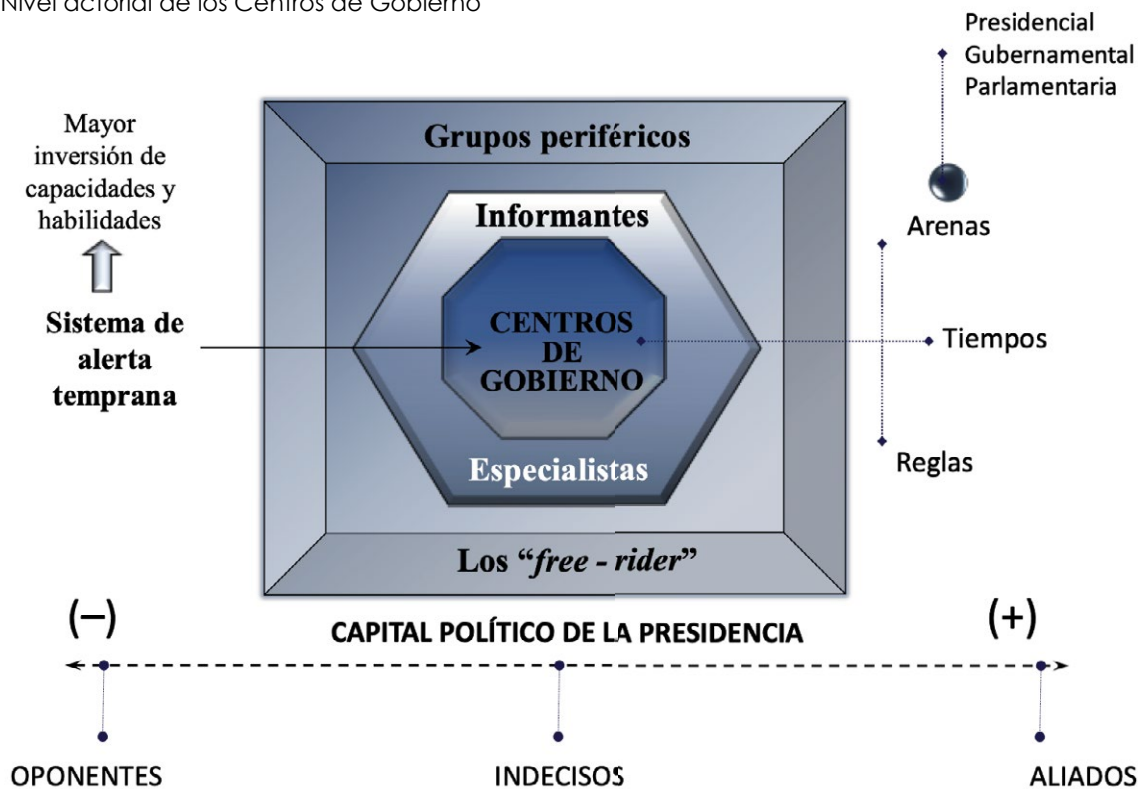 Nivel actorial de los Centros de Gobierno
Presidencial
Gubernamental
Parlamentaria
Mayor
inversión de
capacidades y
habilidades
Grupos periféricos
Informantes
Arenas
Sistema de
alerta
temprana
CENTROS
DE
GOBIERNO
Tiempos
Especialistas
Reglas
Los “free - rider”
(–)
CAPITAL POLÍTICO DE LA PRESIDENCIA
(+)
OPONENTES
INDECISOS
ALIADOS